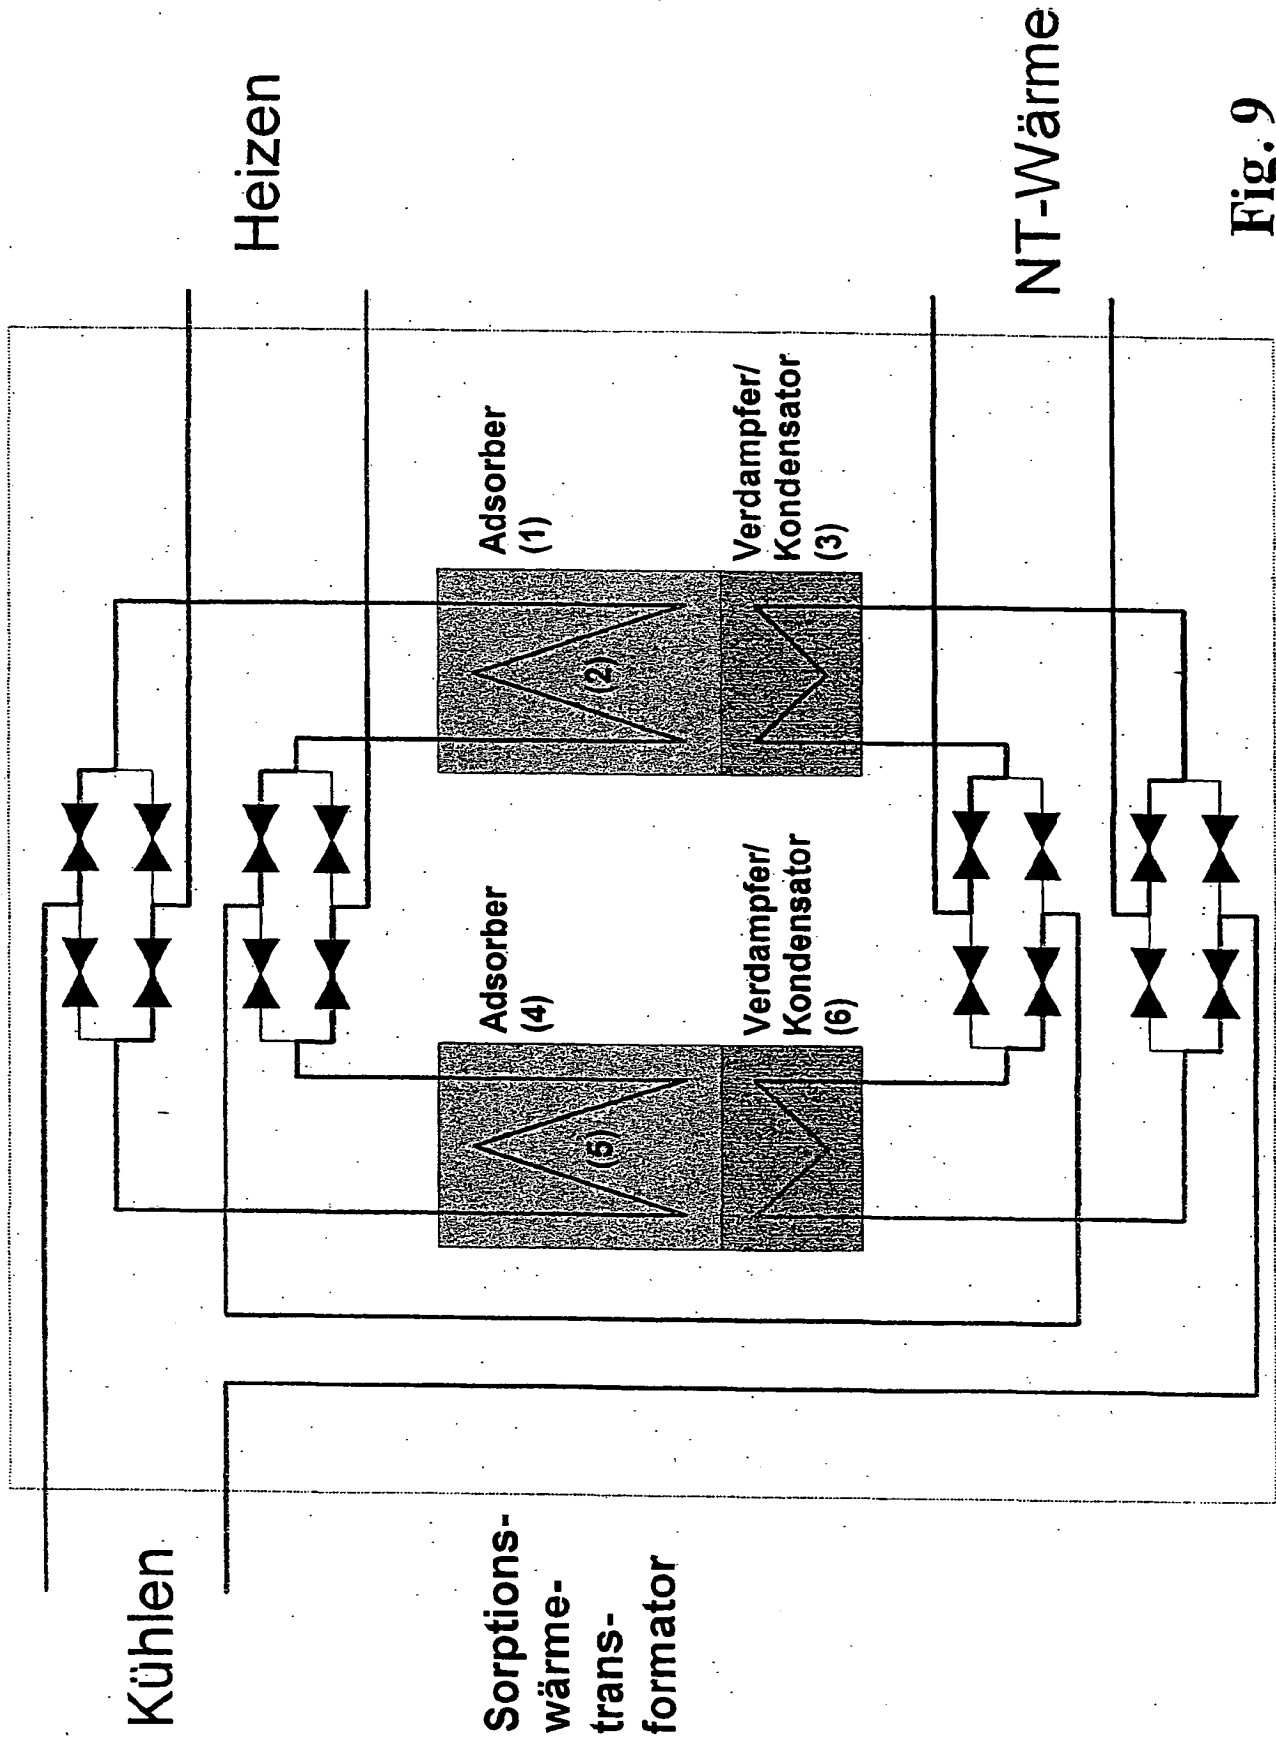 Kühlen
Heizen
Sorptions-
wärme-
trans-
formator
Adsorber
(4)
(5)
Adsorber
(1)
(2)
Verdampfer/
Kondensator
(6)
Verdampfer/
Kondensator
(3)
NT-Wärme
Fig. 9